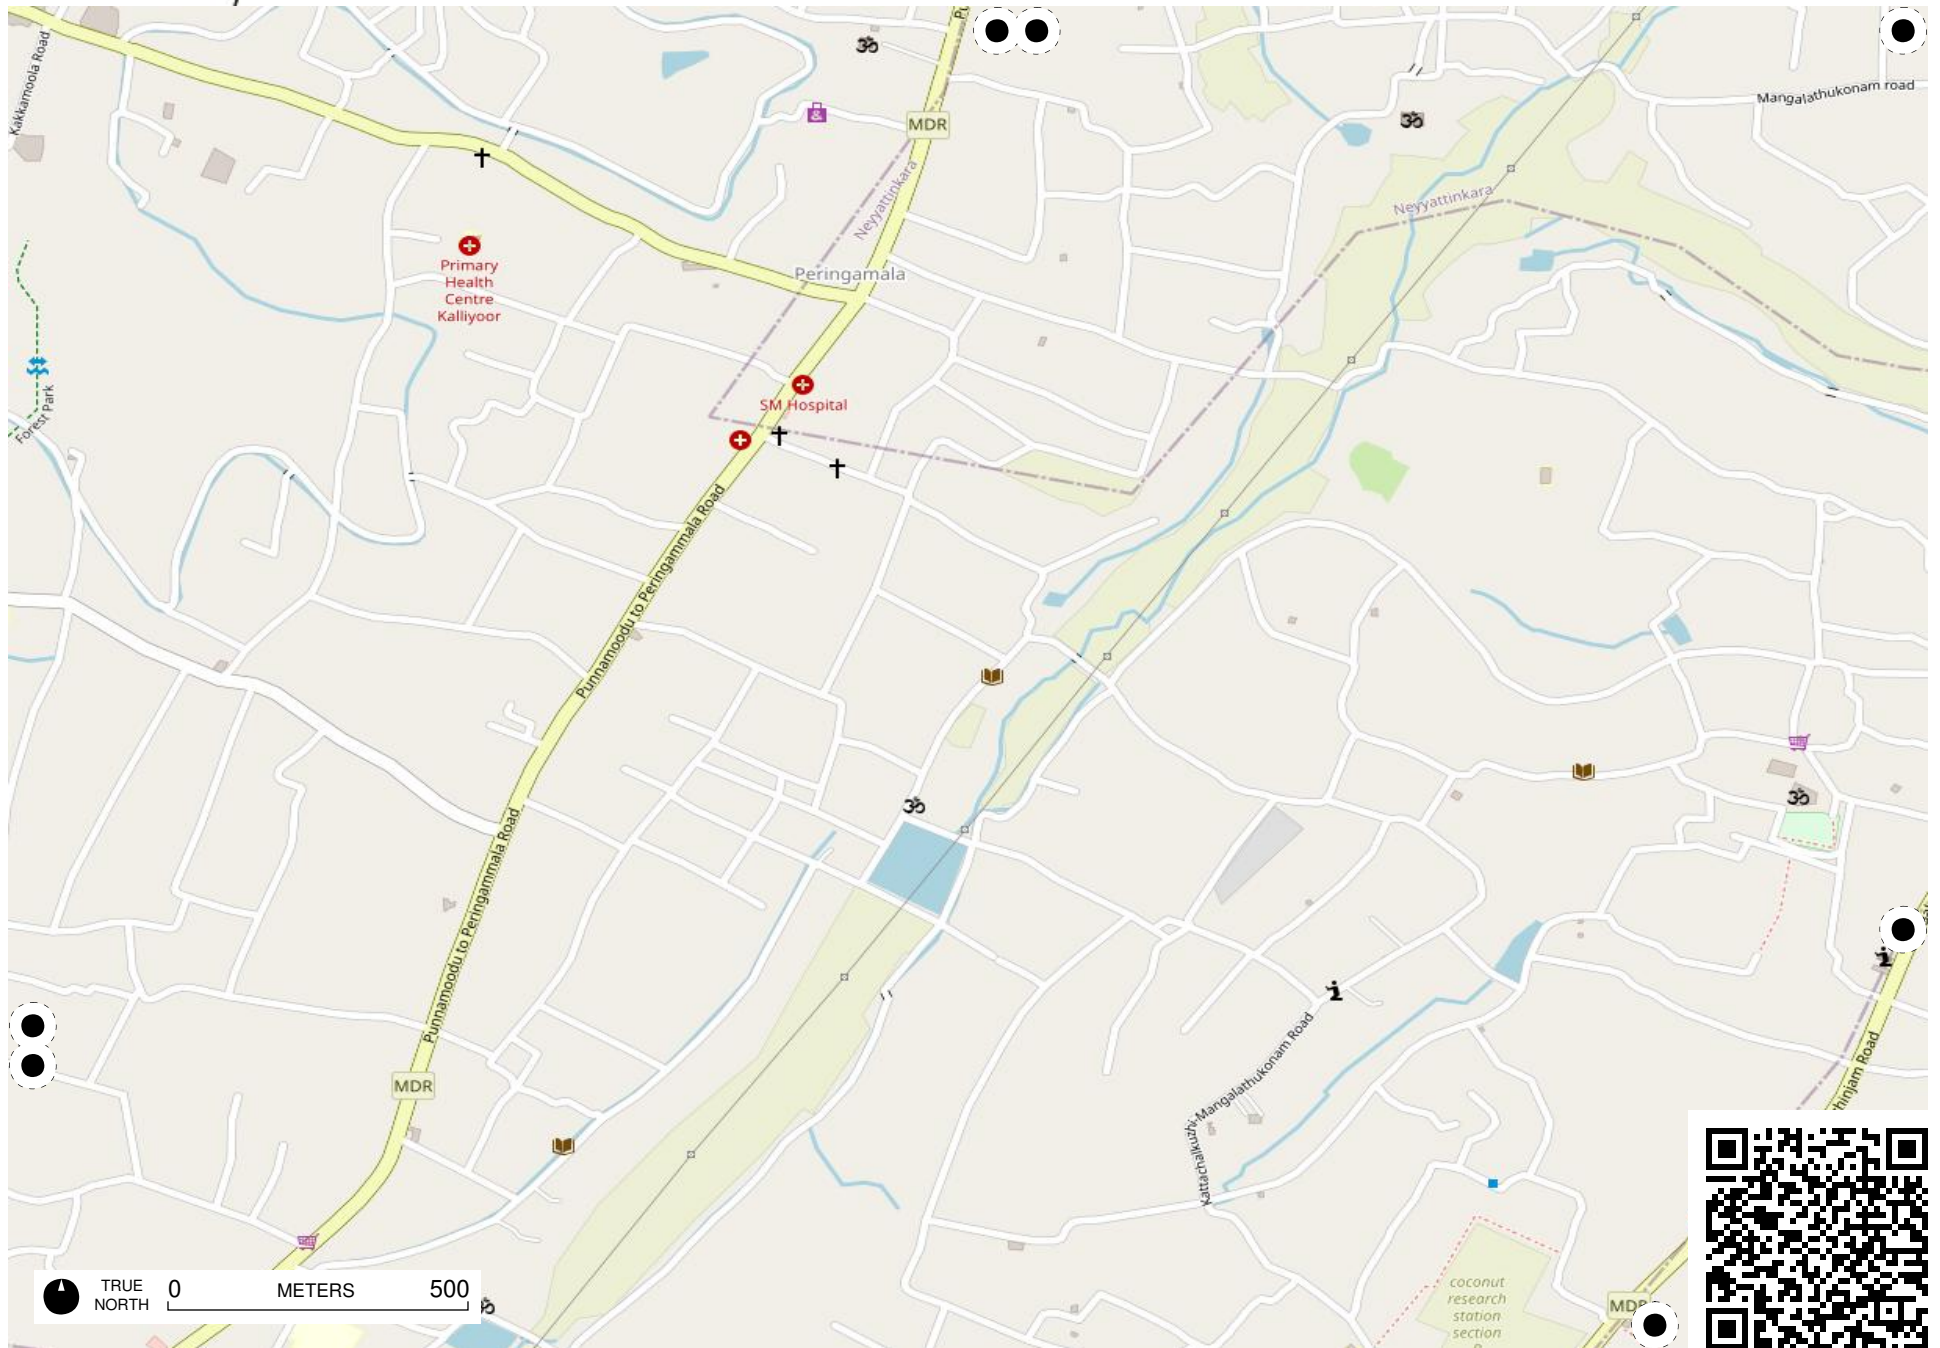 Kakkamoola Road
MDR
Mangalathukonam road
Neyyattinkara
Neyyattinkara
Peringamala
Primary
Health
Centre
Kalliyoor
SM Hospital
Forest Park
Punnamoodu to Peringammala Road
Punnamoodu to Peringammala Road
MDR
Kattachalkuzhi-Mangalathukonam Road
hinjam Road
coconut
research
station
section
MDR
TRUE
NORTH
0 METERS 500